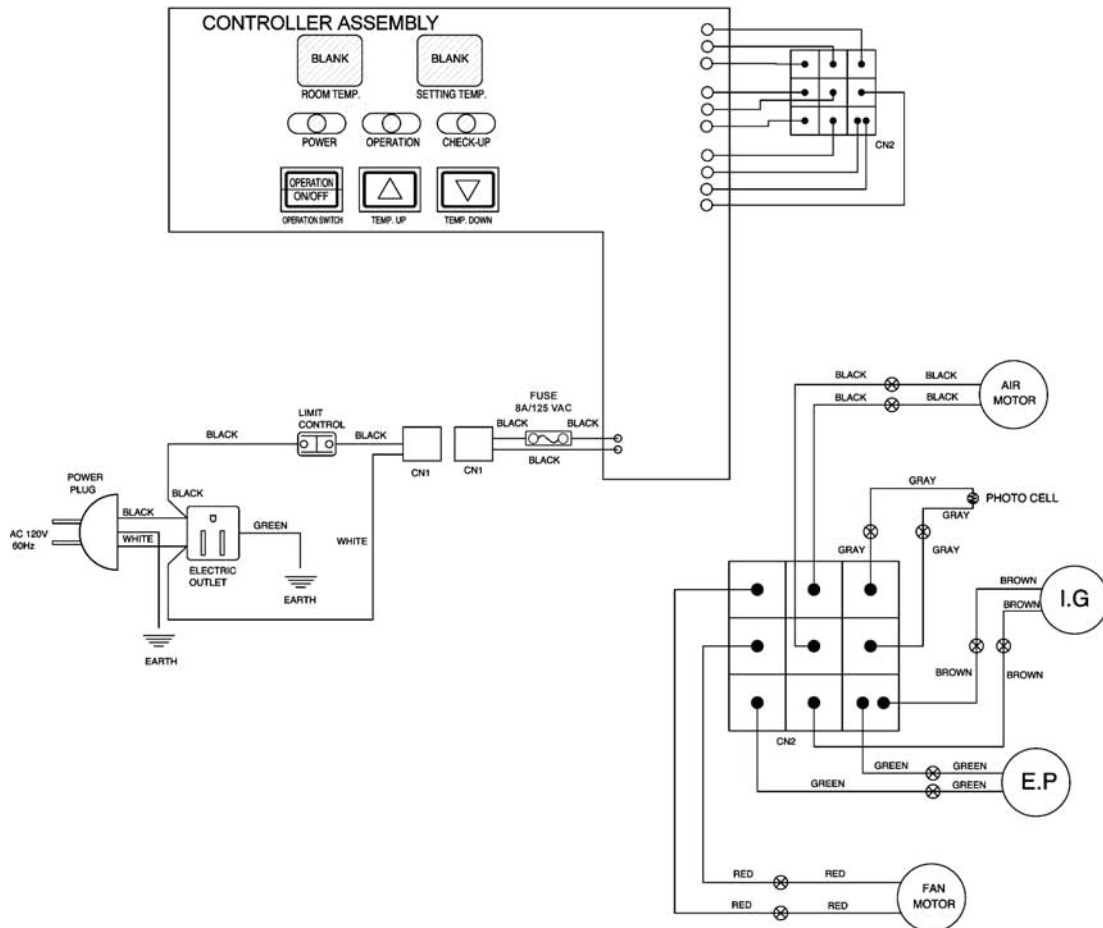 CONTROLLER ASSEMBLY
BLANK
BLANK
ROOM TEMP.
SETTING TEMP.
POWER
OPERATION
CHECK-UP
OPERATION
ON/OFF
OPERATION SWITCH
TEMP. UP
TEMP. DOWN
CN2
FUSE
8A/125 VAC
BLACK
BLACK
BLACK
LIMIT
CONTROL
BLACK
BLACK
CN1
CN1
POWER
PLUG
BLACK
BLACK
WHITE
AC 120V
60Hz
GREEN
WHITE
ELECTRIC
OUTLET
EARTH
EARTH
BLACK
BLACK
BLACK
BLACK
AIR
MOTOR
GRAY
PHOTO CELL
GRAY
GRAY
GRAY
BROWN
BROWN
I.G
BROWN
BROWN
CN2
GREEN
GREEN
GREEN
GREEN
E.P
RED
RED
RED
RED
FAN
MOTOR